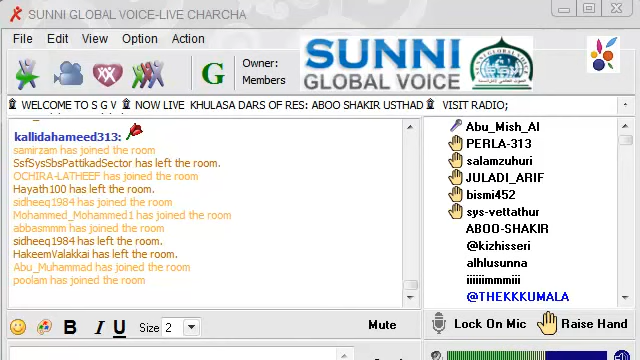 SUNNI GLOBAL VOICE-LIVE CHARCHA
File Edit View Option Action
G Owner:
Members
SUNNI
GLOBAL VOICE
WELCOME TO S G V NOW LIVE KHULASA DARS OF RES: ABOO SHAKIR USTHAD VISIT RADIO;
kallidahameed313:
samirzam has joined the room
SsfSysSbsPattikadSector has left the room.
OCHIRA-LATHEEF has joined the room
Hayath100 has left the room.
sidheeq1984 has joined the room
Mohammed_Mohammed1 has joined the room
abbasmmm has joined the room
sidheeq1984 has left the room.
HakeemValakkai has left the room.
Abu_Muhammad has joined the room
poolam has joined the room
Abu_Mish_Al
PERLA-313
salamzuhuri
JULADI_ARIF
bismi452
sys-vettathur
ABOO-SHAKIR
@kizhisseri
alhlusunna
iiiiiimmmiii
@THEKKKUMALA
B I U Size 2 Mute
Lock On Mic Raise Hand